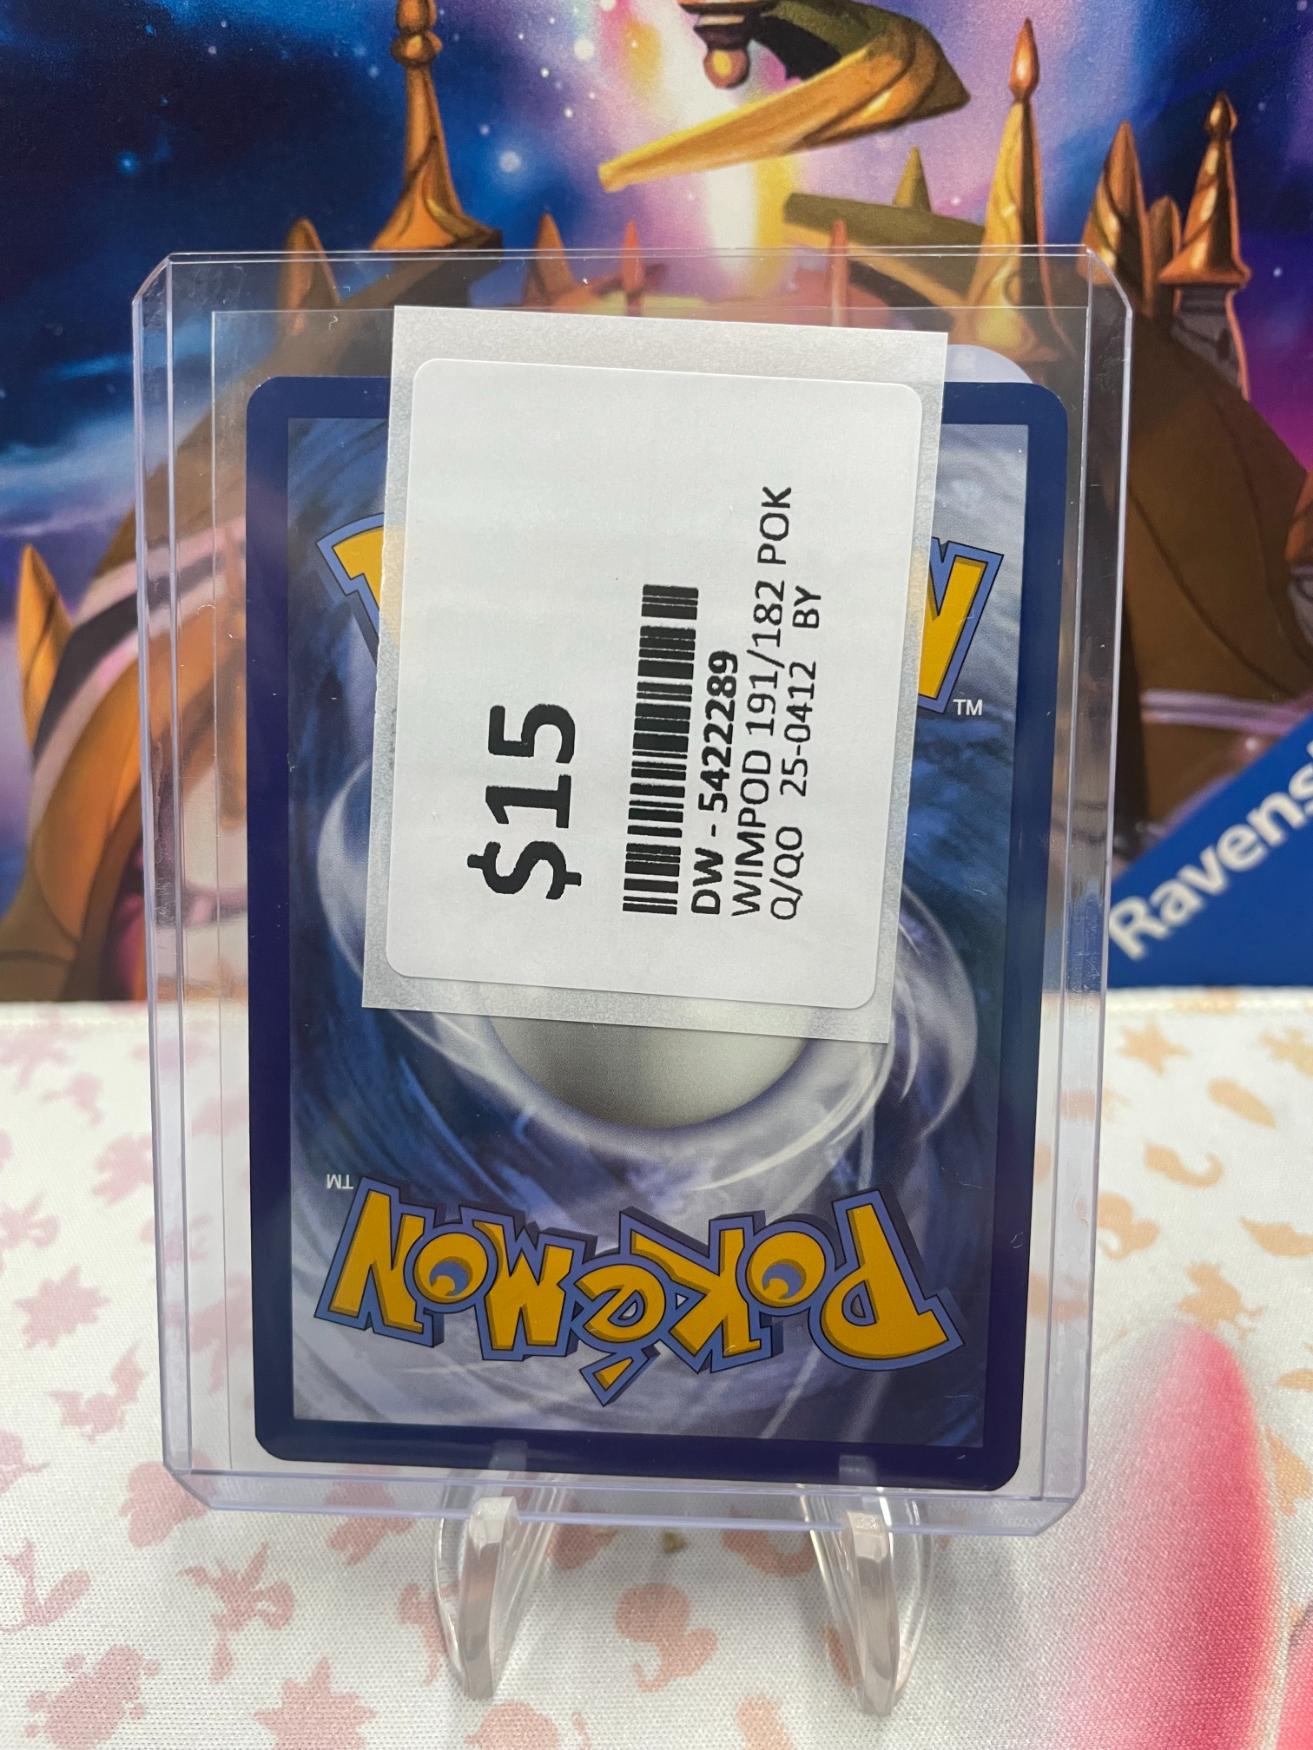 $15
DW - 5422289
WIMPOD 191/182 POK
Q/QO 25-0412 BY
TM
Ravens
TM
POKéMON